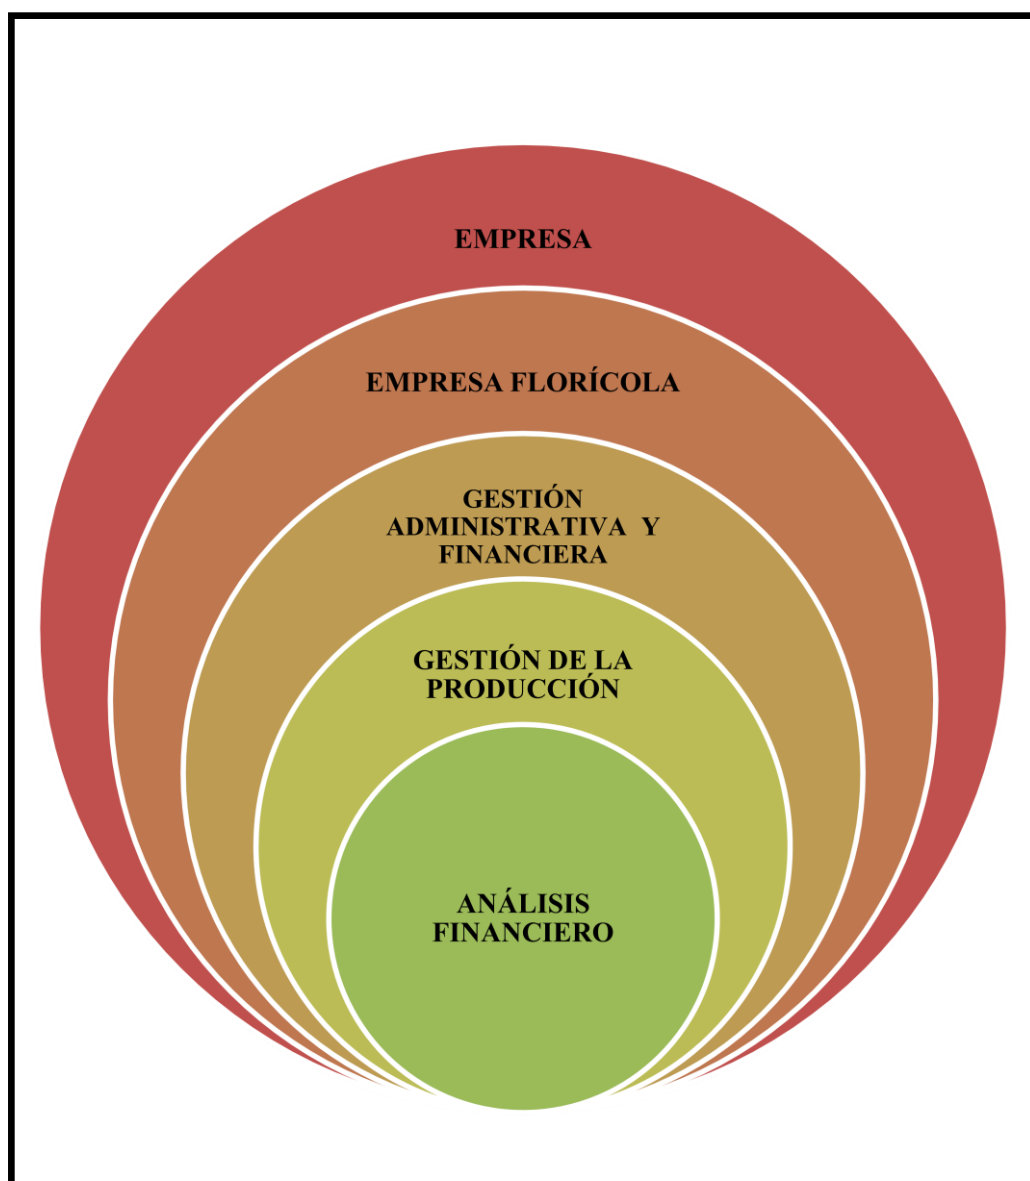 EMPRESA
EMPRESA FLORÍCOLA
GESTIÓN
ADMINISTRATIVA Y
FINANCIERA
GESTIÓN DE LA
PRODUCCIÓN
ANÁLISIS
FINANCIERO